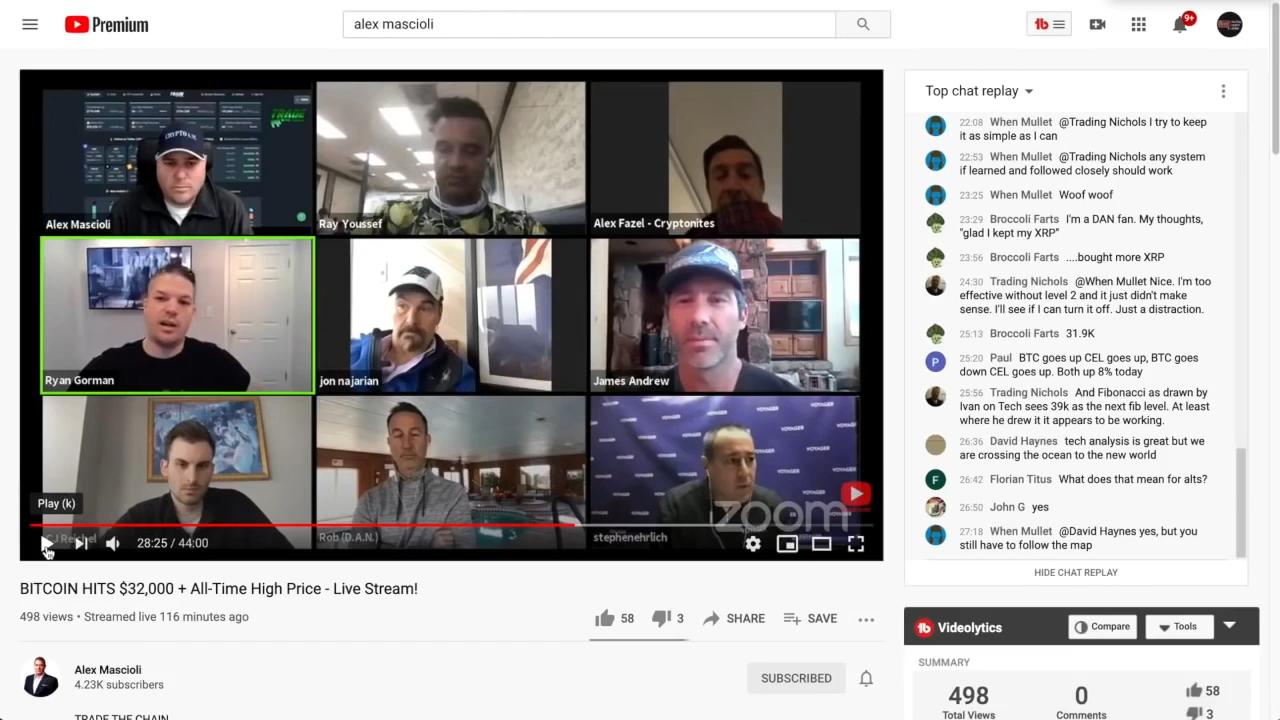 Premium
alex mascioli
9+
Top chat replay
22:08 When Mullet @Trading Nichols I try to keep
it as simple as I can
22:53 When Mullet @Trading Nichols any system
if learned and followed closely should work
23:25 When Mullet Woof woof
23:29 Broccoli Farts I'm a DAN fan. My thoughts,
"glad I kept my XRP"
23:56 Broccoli Farts ....bought more XRP
24:30 Trading Nichols @When Mullet Nice. I'm too
effective without level 2 and it just didn't make
sense. I'll see if I can turn it off. Just a distraction.
25:13 Broccoli Farts 31.9K
P
25:20 Paul BTC goes up CEL goes up, BTC goes
down CEL goes up. Both up 8% today
25:56 Trading Nichols And Fibonacci as drawn by
Ivan on Tech sees 39k as the next fib level. At least
where he drew it it appears to be working.
26:36 David Haynes tech analysis is great but we
are crossing the ocean to the new world
F
26:42 Florian Titus What does that mean for alts?
26:50 John G yes
27:18 When Mullet @David Haynes yes, but you
still have to follow the map
HIDE CHAT REPLAY
TRADE
CRYPTO
Alex Mascioli
Ray Youssef
Alex Fazel - Cryptonites
Ryan Gorman
jon najarian
James Andrew
VOYAGER
Play (k)
CJ Reichel
Rob (D.A.N.)
stephenehrlich
zoom
28:25 / 44:00
BITCOIN HITS $32,000 + All-Time High Price - Live Stream!
498 views • Streamed live 116 minutes ago
58
3
SHARE
SAVE
Alex Mascioli
4.23K subscribers
SUBSCRIBED
TRADE THE CHAIN
tb Videolytics
Compare
Tools
SUMMARY
498
Total Views
0
Comments
58
3